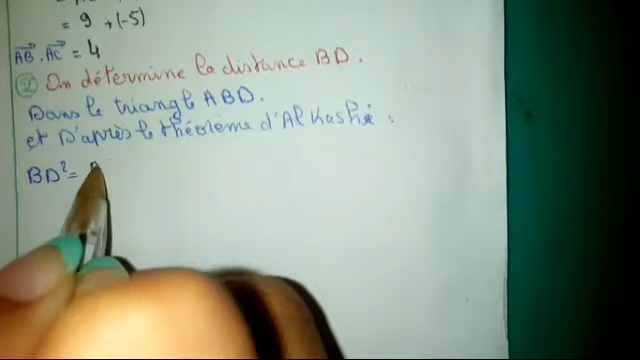 = 9 + (-5)
AB . AC = 4
② On détermine la distance BD.
Dans le triangle ABD.
et D'après le théorème d'Al Kashi :
BD² =